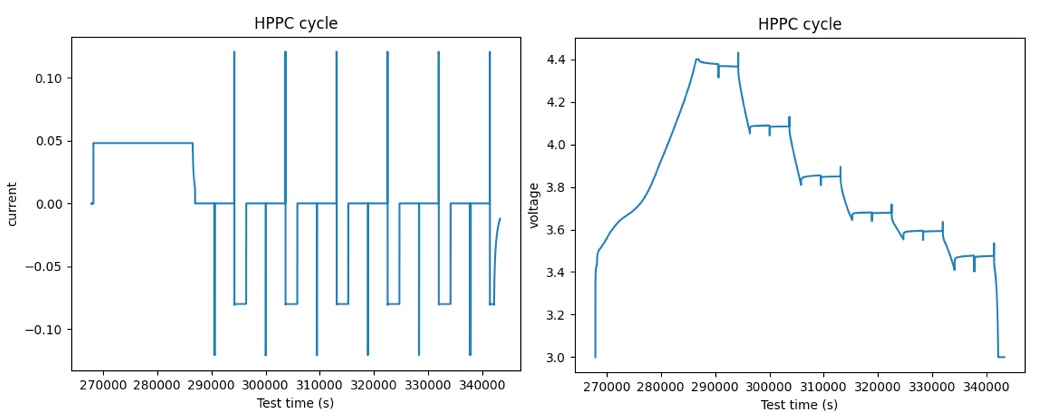 HPPC cycle
current
0.10
0.05
0.00
−0.05
−0.10
270000 280000 290000 300000 310000 320000 330000 340000
Test time (s)
HPPC cycle
voltage
4.4
4.2
4.0
3.8
3.6
3.4
3.2
3.0
270000 280000 290000 300000 310000 320000 330000 340000
Test time (s)